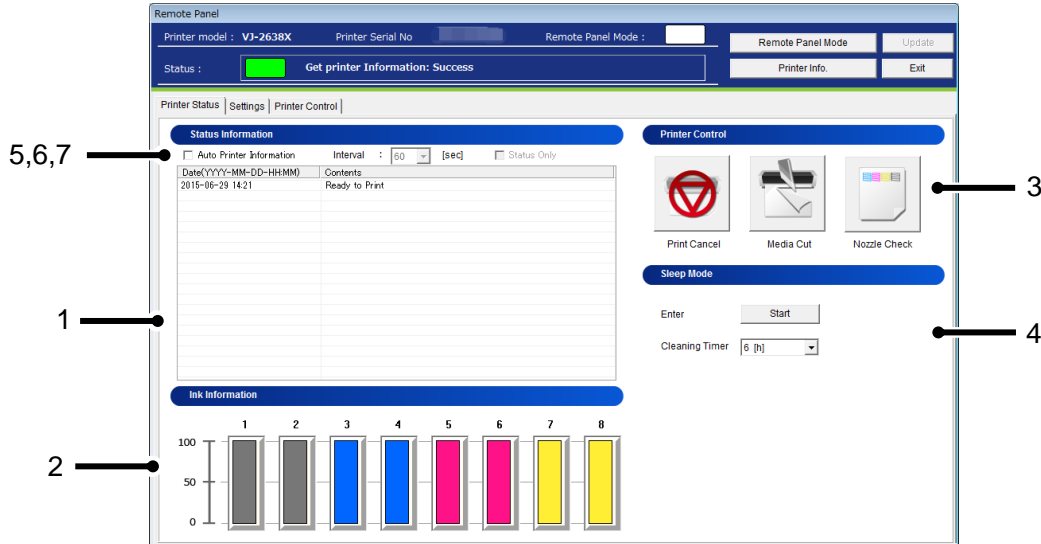 Remote Panel
Printer model : VJ-2638X Printer Serial No Remote Panel Mode :
Remote Panel Mode Update
Status : Get printer Information: Success
Printer Info. Exit
Printer Status Settings Printer Control
Status Information
Printer Control
5,6,7
Auto Printer Information Interval : 60 [sec] Status Only
Date(YYYY-MM-DD-HH:MM) Contents
2015-06-29 14:21 Ready to Print
3
Print Cancel Media Cut Nozzle Check
Sleep Mode
1
Enter Start
4
Cleaning Timer 6 [h]
Ink Information
1 2 3 4 5 6 7 8
100
2
50
0